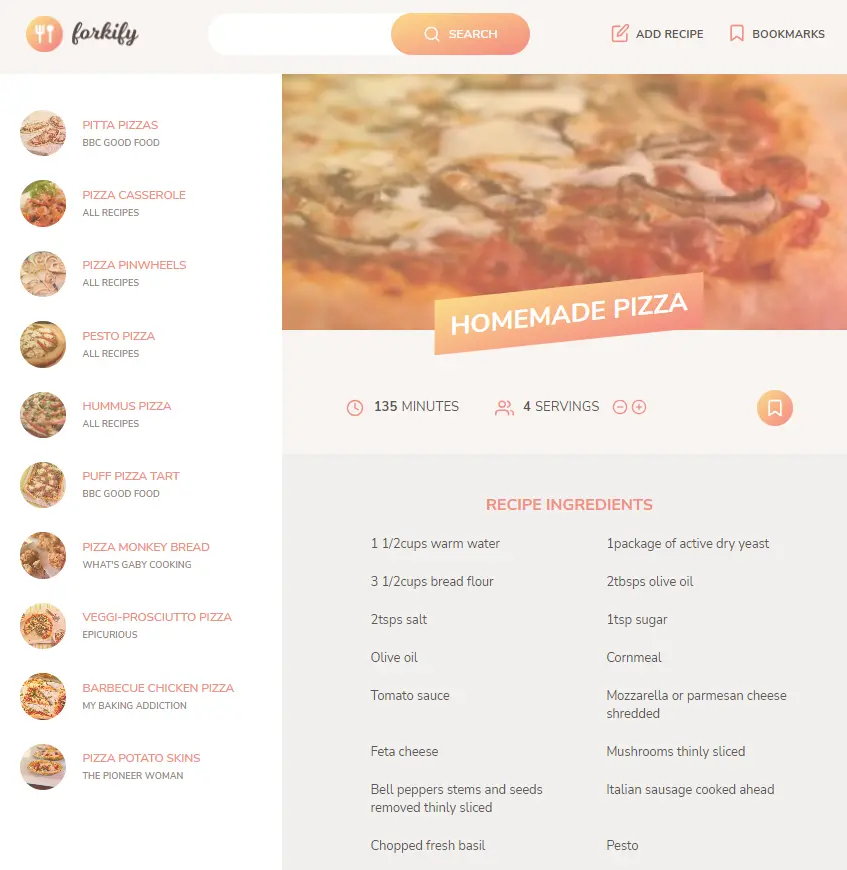 forkify
SEARCH
ADD RECIPE
BOOKMARKS
PITTA PIZZAS
BBC GOOD FOOD
PIZZA CASSEROLE
ALL RECIPES
PIZZA PINWHEELS
ALL RECIPES
PESTO PIZZA
ALL RECIPES
HUMMUS PIZZA
ALL RECIPES
PUFF PIZZA TART
BBC GOOD FOOD
PIZZA MONKEY BREAD
WHAT'S GABY COOKING
VEGGI-PROSCIUTTO PIZZA
EPICURIOUS
BARBECUE CHICKEN PIZZA
MY BAKING ADDICTION
PIZZA POTATO SKINS
THE PIONEER WOMAN
HOMEMADE PIZZA
135 MINUTES
4 SERVINGS
RECIPE INGREDIENTS
1 1/2cups warm water
1package of active dry yeast
3 1/2cups bread flour
2tbsps olive oil
2tsps salt
1tsp sugar
Olive oil
Cornmeal
Tomato sauce
Mozzarella or parmesan cheese
shredded
Feta cheese
Mushrooms thinly sliced
Bell peppers stems and seeds
removed thinly sliced
Italian sausage cooked ahead
Chopped fresh basil
Pesto